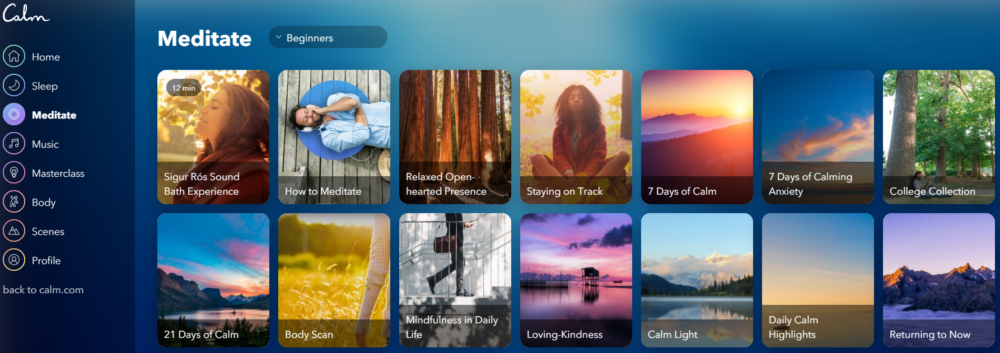 Calm
Home
Sleep
Meditate
Music
Masterclass
Body
Scenes
Profile
back to calm.com
Meditate
Beginners
12 min
Sigur Rós Sound
Bath Experience
How to Meditate
Relaxed Open-
hearted Presence
Staying on Track
7 Days of Calm
7 Days of Calming
Anxiety
College Collection
21 Days of Calm
Body Scan
Mindfulness in Daily
Life
Loving-Kindness
Calm Light
Daily Calm
Highlights
Returning to Now